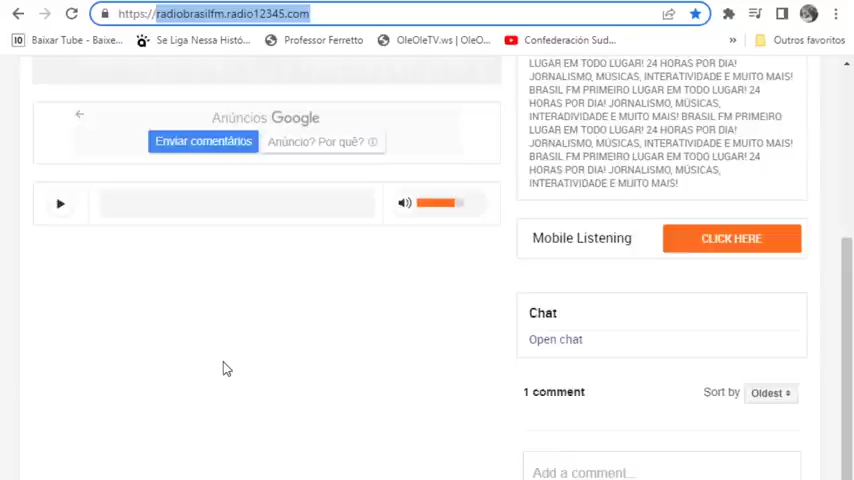 https://radiobrasilfm.radio12345.com
Baixar Tube - Baixe...
Se Liga Nessa Histó...
Professor Ferretto
OleOleTV.ws | OleO...
Confederación Sud...
»
Outros favoritos
LUGAR EM TODO LUGAR! 24
HORAS POR DIA!
JORNALISMO, MÚSICAS, INTERATIVIDADE E MUITO MAIS!
BRASIL FM PRIMEIRO LUGAR EM TODO LUGAR! 24
HORAS POR DIA! JORNALISMO, MÚSICAS,
INTERADIVIDADE E MUITO MAIS! BRASIL FM PRIMEIRO
LUGAR EM TODO LUGAR! 24 HORAS POR DIA!
JORNALISMO, MÚSICAS, INTERATIVIDADE E MUITO MAIS!
BRASIL FM PRIMEIRO LUGAR EM TODO LUGAR! 24
HORAS POR DIA! JORNALISMO, MÚSICAS,
INTERATIVIDADE E MUITO MAIS!
Anúncios Google
Enviar comentários
Anúncio? Por quê?
Mobile Listening
CLICK HERE
Chat
Open chat
1 comment
Sort by
Oldest
Add a comment...